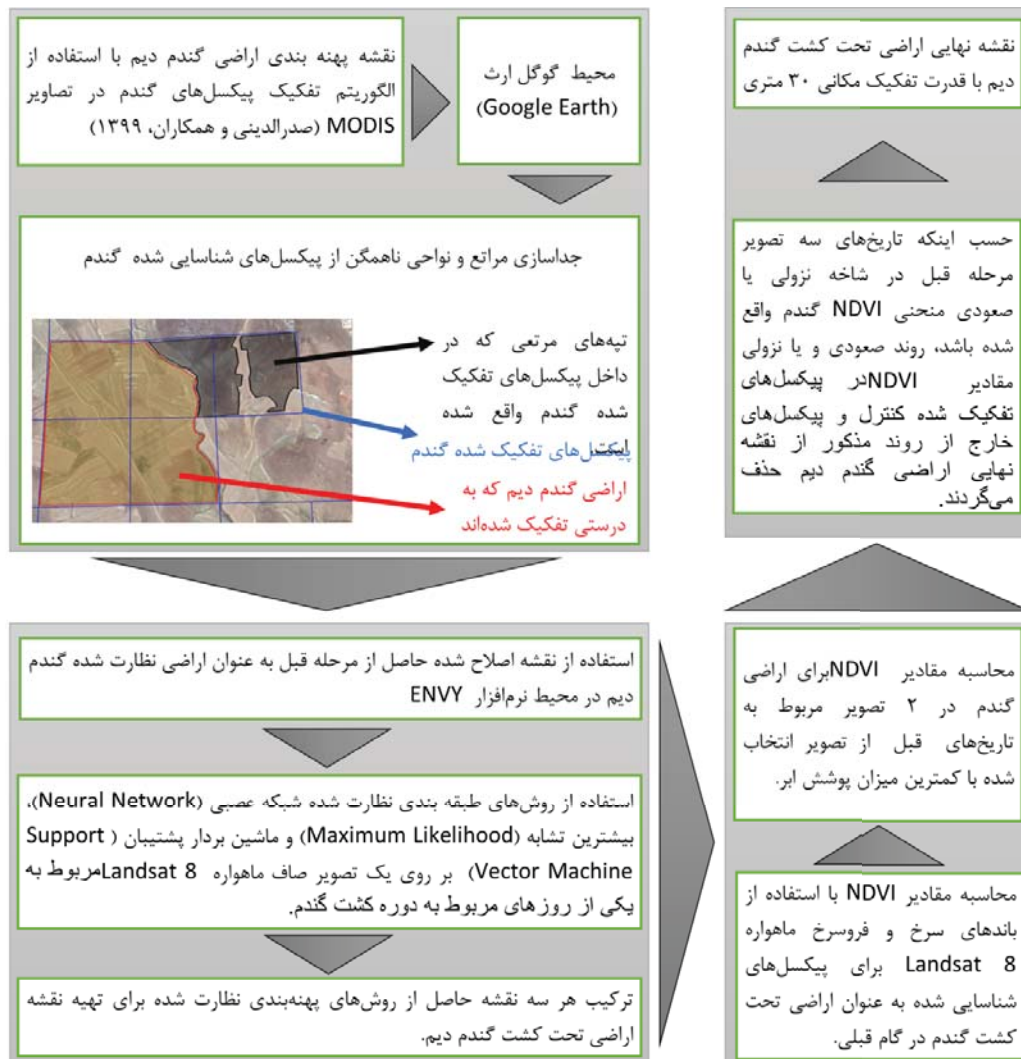 نقشه پهنه بندی اراضی گندم دیم با استفاده از
الگوریتم تفکیک پیکسل‌های گندم در تصاویر
MODIS (صدرالدینی و همکاران، ۱۳۹۹)
محیط گوگل ارث
(Google Earth)
جداسازی مراتع و نواحی ناهمگن از پیکسل‌های شناسایی شده گندم
تپه‌های مرتعی که در
داخل پیکسل‌های تفکیک
شده گندم واقع شده
است.
پیکسل‌های تفکیک شده گندم
اراضی گندم دیم که به
درستی تفکیک شده‌اند
استفاده از نقشه اصلاح شده حاصل از مرحله قبل به عنوان اراضی نظارت شده گندم
دیم در محیط نرم‌افزار ENVY
استفاده از روش‌های طبقه بندی نظارت شده شبکه عصبی (Neural Network)،
بیشترین تشابه (Maximum Likelihood) و ماشین بردار پشتیبان ( Support
Vector Machine) بر روی یک تصویر صاف ماهواره Landsat 8مربوط به
یکی از روزهای مربوط به دوره کشت گندم.
ترکیب هر سه نقشه حاصل از روش‌های پهنه‌بندی نظارت شده برای تهیه نقشه
اراضی تحت کشت گندم دیم.
محاسبه مقادیر NDVI با استفاده از
باندهای سرخ و فروسرخ ماهواره
Landsat 8 برای پیکسل‌های
شناسایی شده به عنوان اراضی تحت
کشت گندم در گام قبلی.
محاسبه مقادیر NDVIبرای اراضی
گندم در ۲ تصویر مربوط به
تاریخ‌های قبل از تصویر انتخاب
شده با کمترین میزان پوشش ابر.
حسب اینکه تاریخ‌های سه تصویر
مرحله قبل در شاخه نزولی یا
صعودی منحنی NDVI گندم واقع
شده باشد، روند صعودی و یا نزولی
مقادیر NDVIدر پیکسل‌های
تفکیک شده کنترل و پیکسل‌های
خارج از روند مذکور از نقشه
نهایی اراضی گندم دیم حذف
می‌گردند.
نقشه نهایی اراضی تحت کشت گندم
دیم با قدرت تفکیک مکانی ۳۰ متری